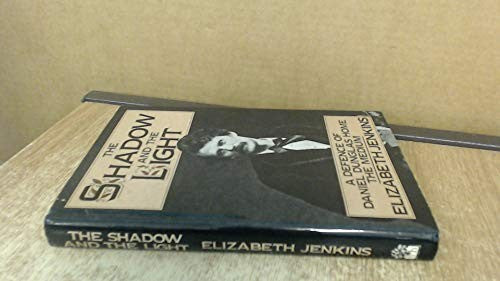 THE
SHADOW
AND THE
LIGHT
A DEFENCE OF
DANIEL DUNGLAS HOME
THE MEDIUM
ELIZABETH JENKINS
THE SHADOW
AND THE LIGHT
ELIZABETH JENKINS